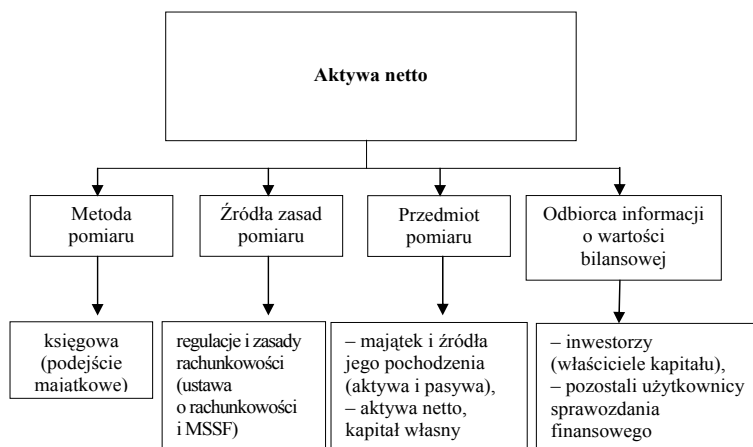 Aktywa netto
Metoda
pomiaru
Źródła zasad
pomiaru
Przedmiot
pomiaru
Odbiorca informacji
o wartości
bilansowej
księgowa
(podejście
majatkowe)
regulacje i zasady
rachunkowości
(ustawa
o rachunkowości
i MSSF)
– majątek i źródła
jego pochodzenia
(aktywa i pasywa),
– aktywa netto,
kapitał własny
– inwestorzy
(właściciele kapitału),
– pozostali użytkownicy
sprawozdania
finansowego